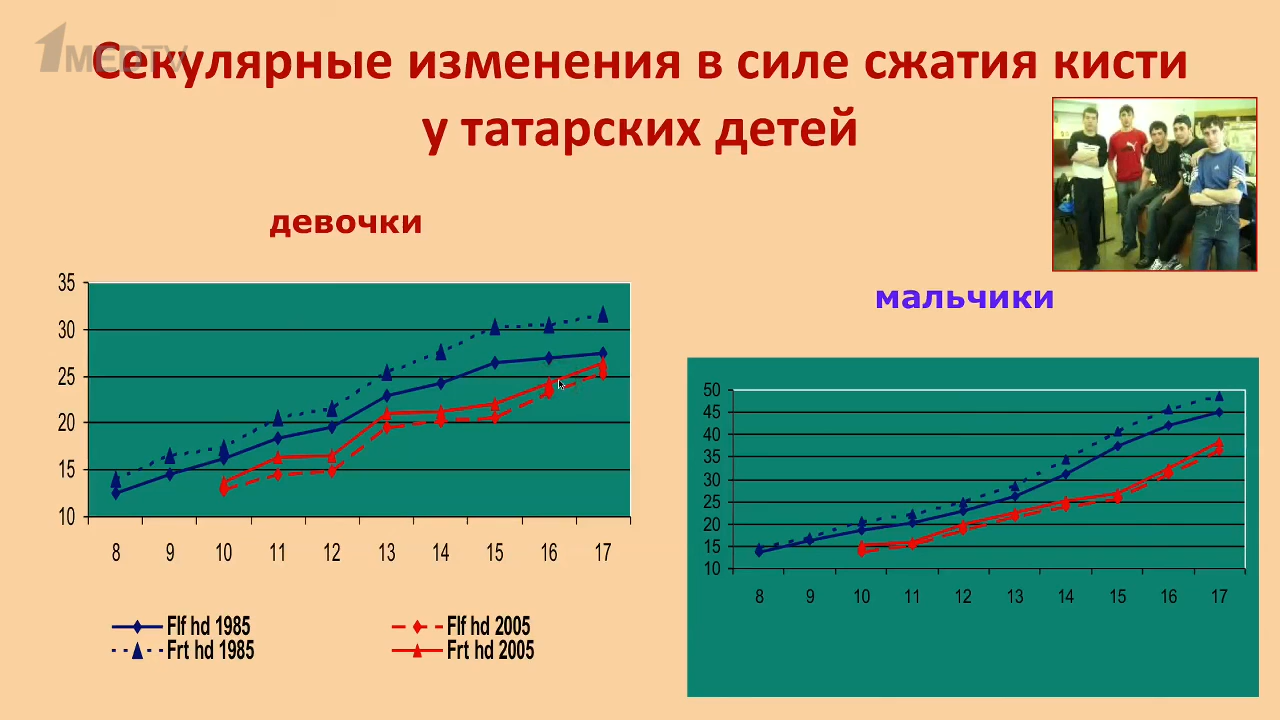 1MEDTV
Секулярные изменения в силе сжатия кисти
у татарских детей
девочки
35
30
25
20
15
10
8 9 10 11 12 13 14 15 16 17
Flf hd 1985
Flf hd 2005
Frt hd 1985
Frt hd 2005
мальчики
50
45
40
35
30
25
20
15
10
8 9 10 11 12 13 14 15 16 17